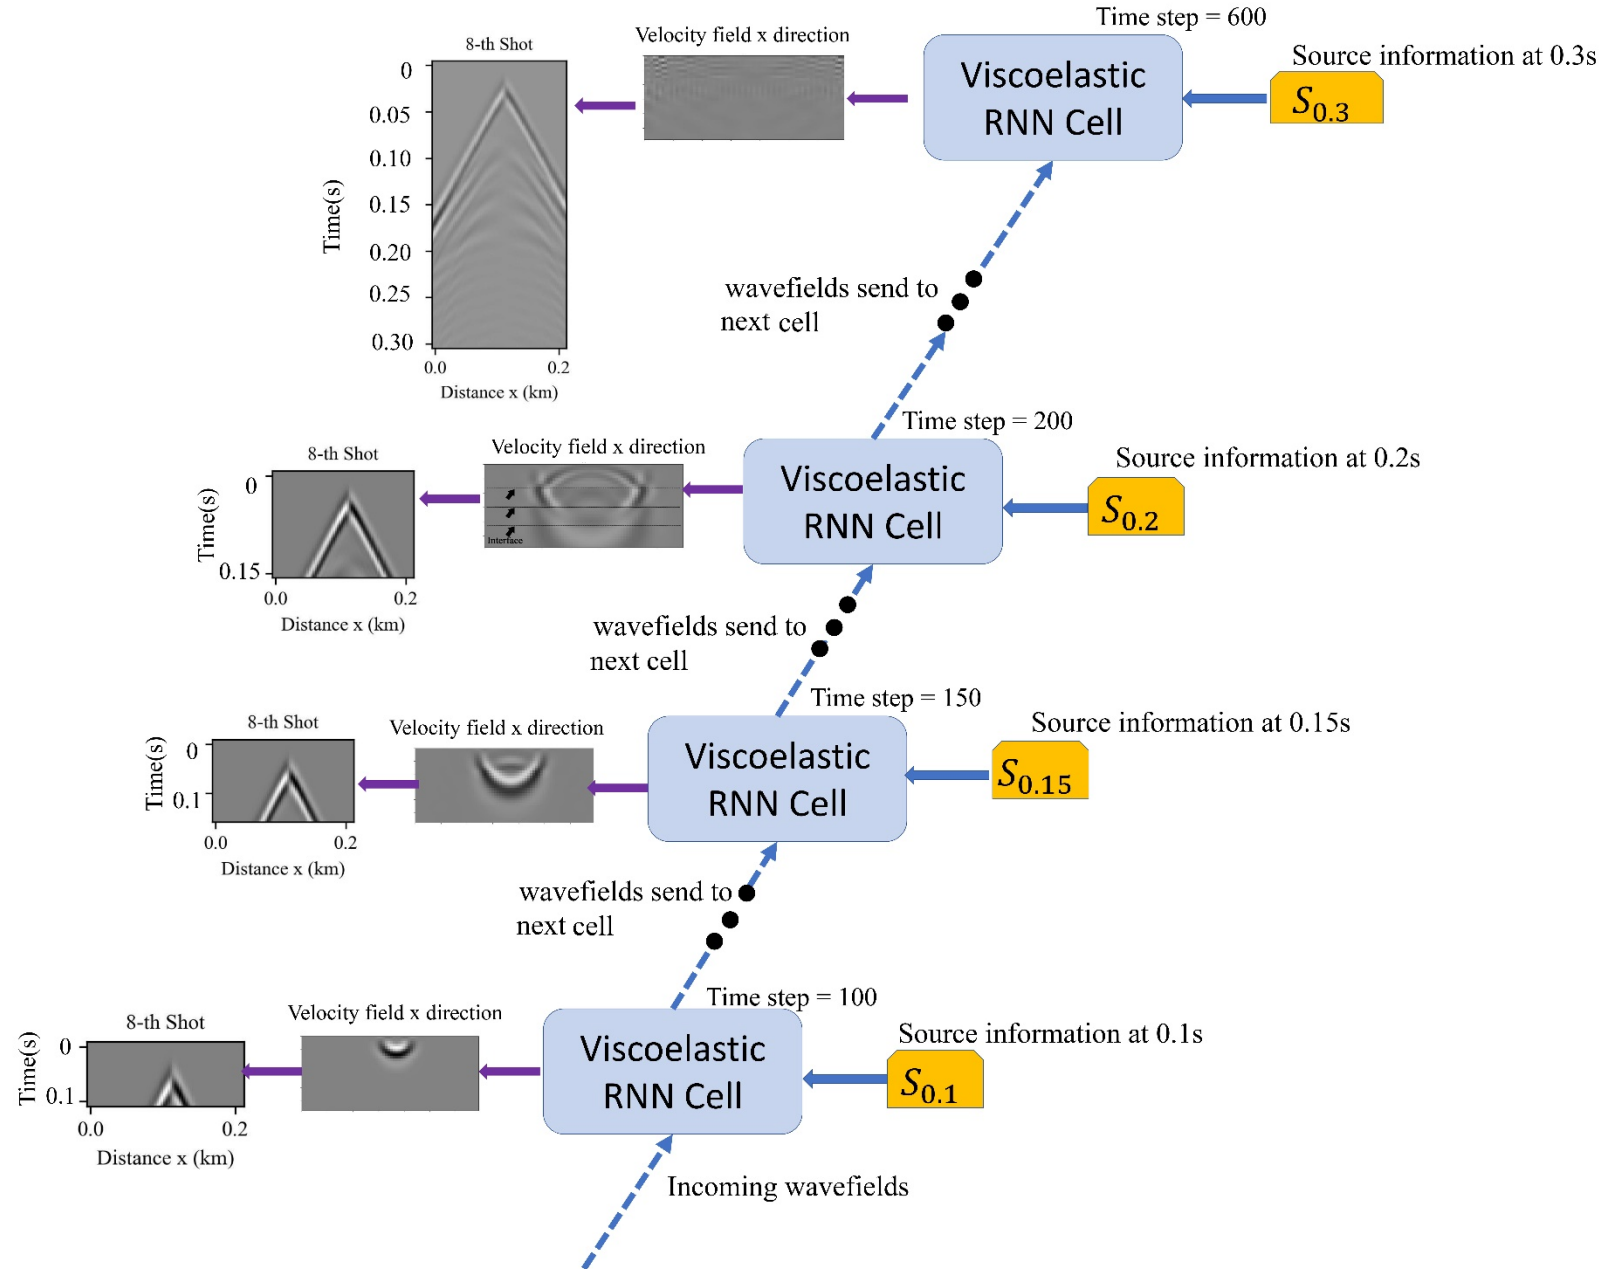 Time step = 600
8-th Shot
Velocity field x direction
Source information at 0.3s
Viscoelastic
RNN Cell
S0.3
0
0.05
0.10
0.15
0.20
0.25
0.30
Time(s)
0.0
0.2
Distance x (km)
wavefields send to
next cell
Time step = 200
8-th Shot
Velocity field x direction
Source information at 0.2s
Viscoelastic
RNN Cell
S0.2
Interface
0
0.15
Time(s)
0.0
0.2
Distance x (km)
wavefields send to
next cell
Time step = 150
8-th Shot
Velocity field x direction
Source information at 0.15s
Viscoelastic
RNN Cell
S0.15
0
0.1
Time(s)
0.0
0.2
Distance x (km)
wavefields send to
next cell
Time step = 100
8-th Shot
Velocity field x direction
Source information at 0.1s
Viscoelastic
RNN Cell
S0.1
0
0.1
Time(s)
0.0
0.2
Distance x (km)
Incoming wavefields